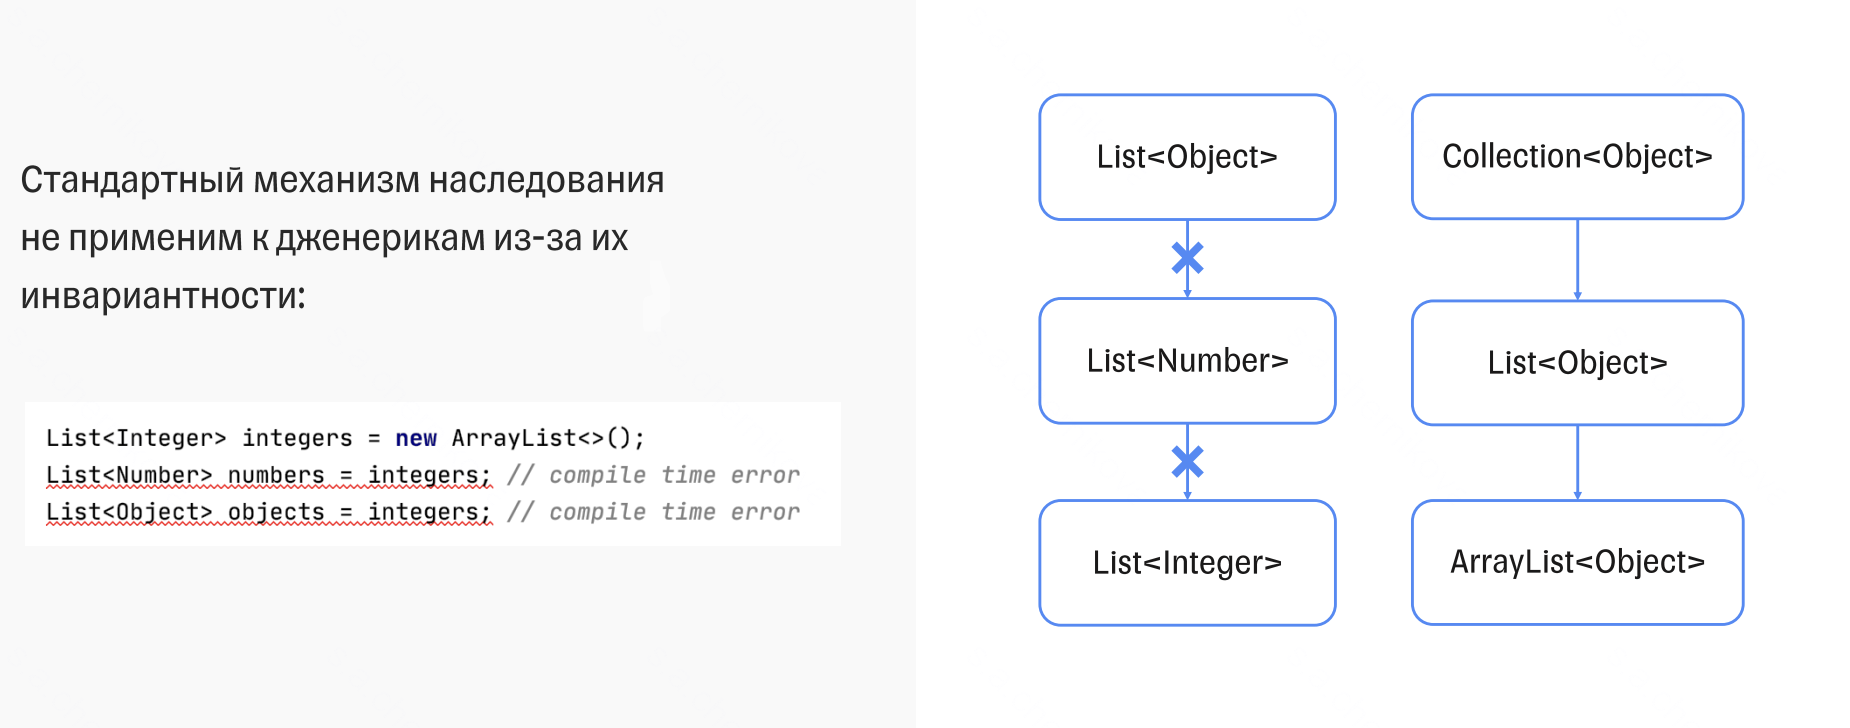 Стандартный механизм наследования
не применим к дженерикам из-за их
инвариантности:
List<Integer> integers = new ArrayList<>();
List<Number> numbers = integers; // compile time error
List<Object> objects = integers; // compile time error
List<Object>
List<Number>
List<Integer>
Collection<Object>
List<Object>
ArrayList<Object>